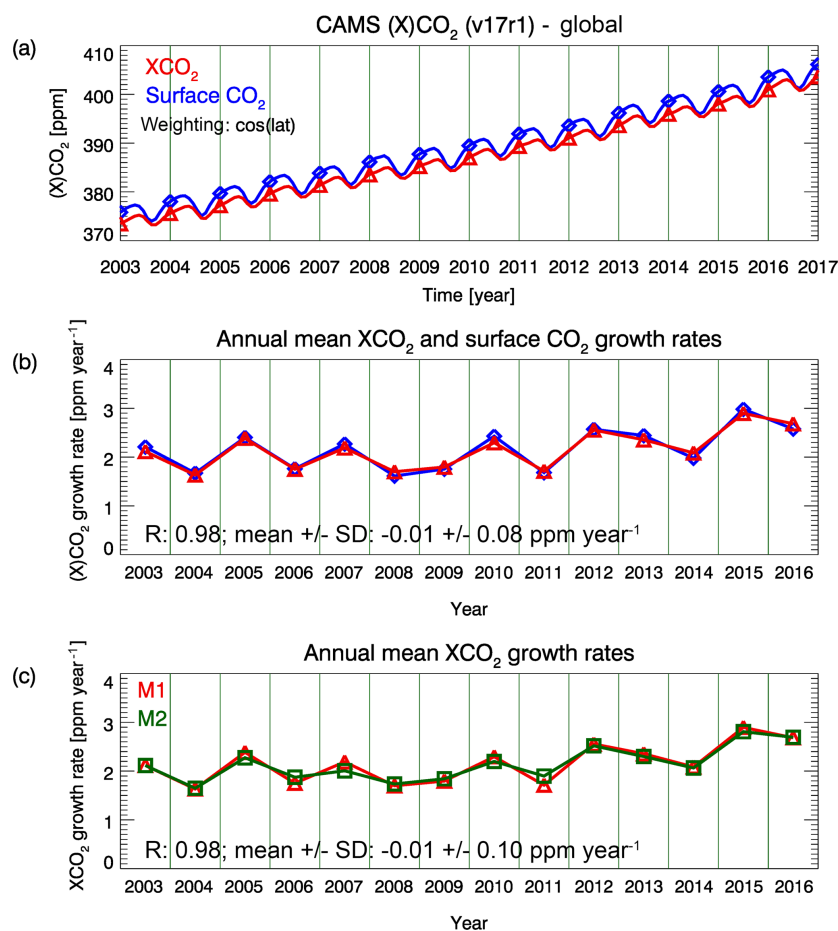 CAMS (X)CO2 (v17r1) - global
(a)
(X)CO2 [ppm]
410
400
390
380
370
XCO2
Surface CO2
Weighting: cos(lat)
2003 2004 2005 2006 2007 2008 2009 2010 2011 2012 2013 2014 2015 2016 2017
Time [year]
Annual mean XCO2 and surface CO2 growth rates
(b)
(X)CO2 growth rate [ppm year-1]
4
3
2
1
0
R: 0.98; mean +/- SD: -0.01 +/- 0.08 ppm year-1
2003 2004 2005 2006 2007 2008 2009 2010 2011 2012 2013 2014 2015 2016
Year
Annual mean XCO2 growth rates
(c)
XCO2 growth rate [ppm year-1]
4
3
2
1
0
M1
M2
R: 0.98; mean +/- SD: -0.01 +/- 0.10 ppm year-1
2003 2004 2005 2006 2007 2008 2009 2010 2011 2012 2013 2014 2015 2016
Year